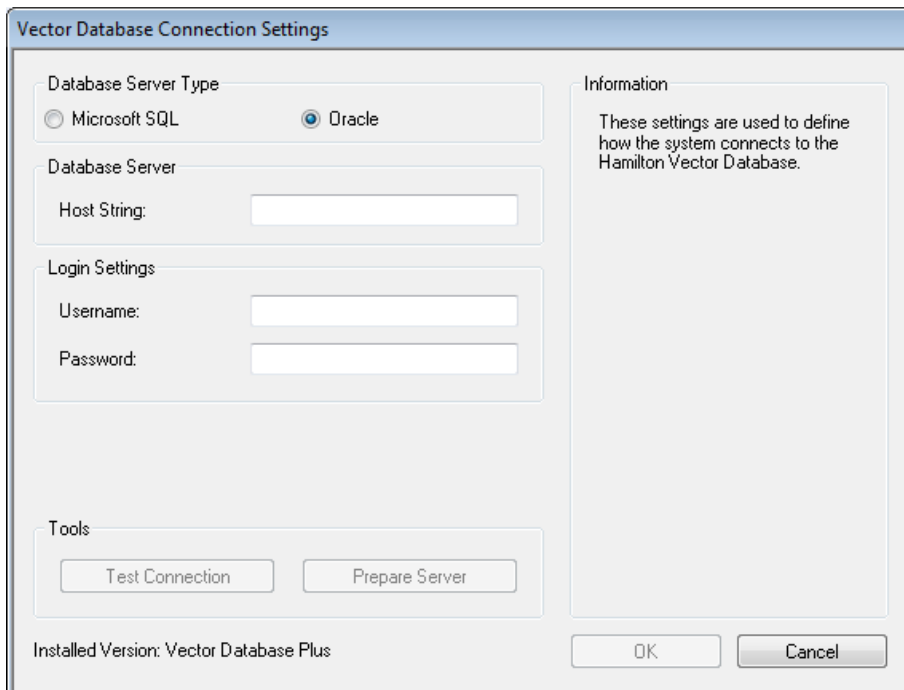 Vector Database Connection Settings
Database Server Type
Microsoft SQL
Oracle
Database Server
Host String:
Login Settings
Username:
Password:
Tools
Test Connection
Prepare Server
Installed Version: Vector Database Plus
Information
These settings are used to define
how the system connects to the
Hamilton Vector Database.
OK
Cancel